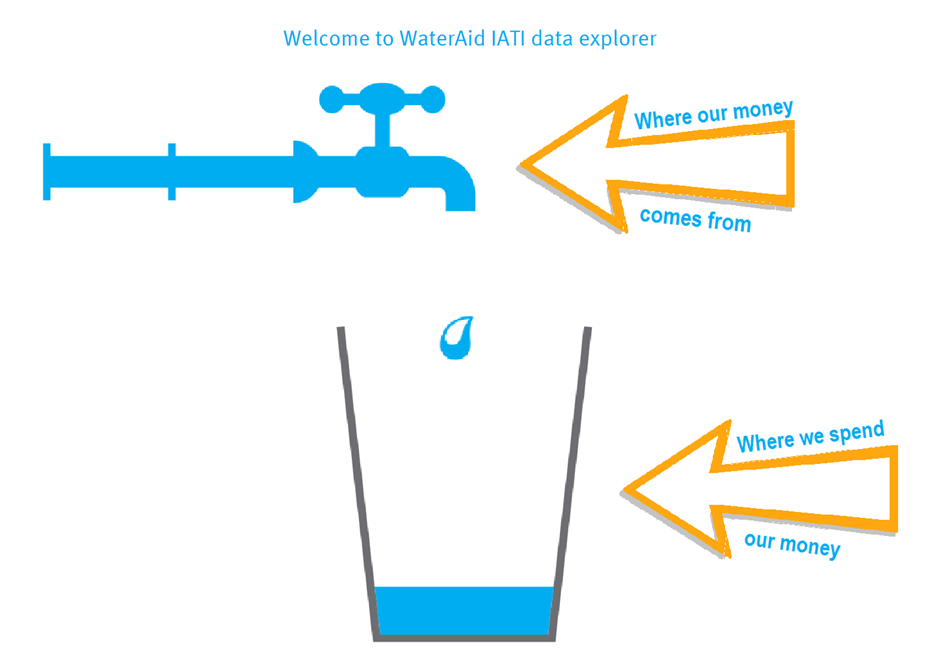 Welcome to WaterAid IATI data explorer
Where our money
comes from
Where we spend
our money